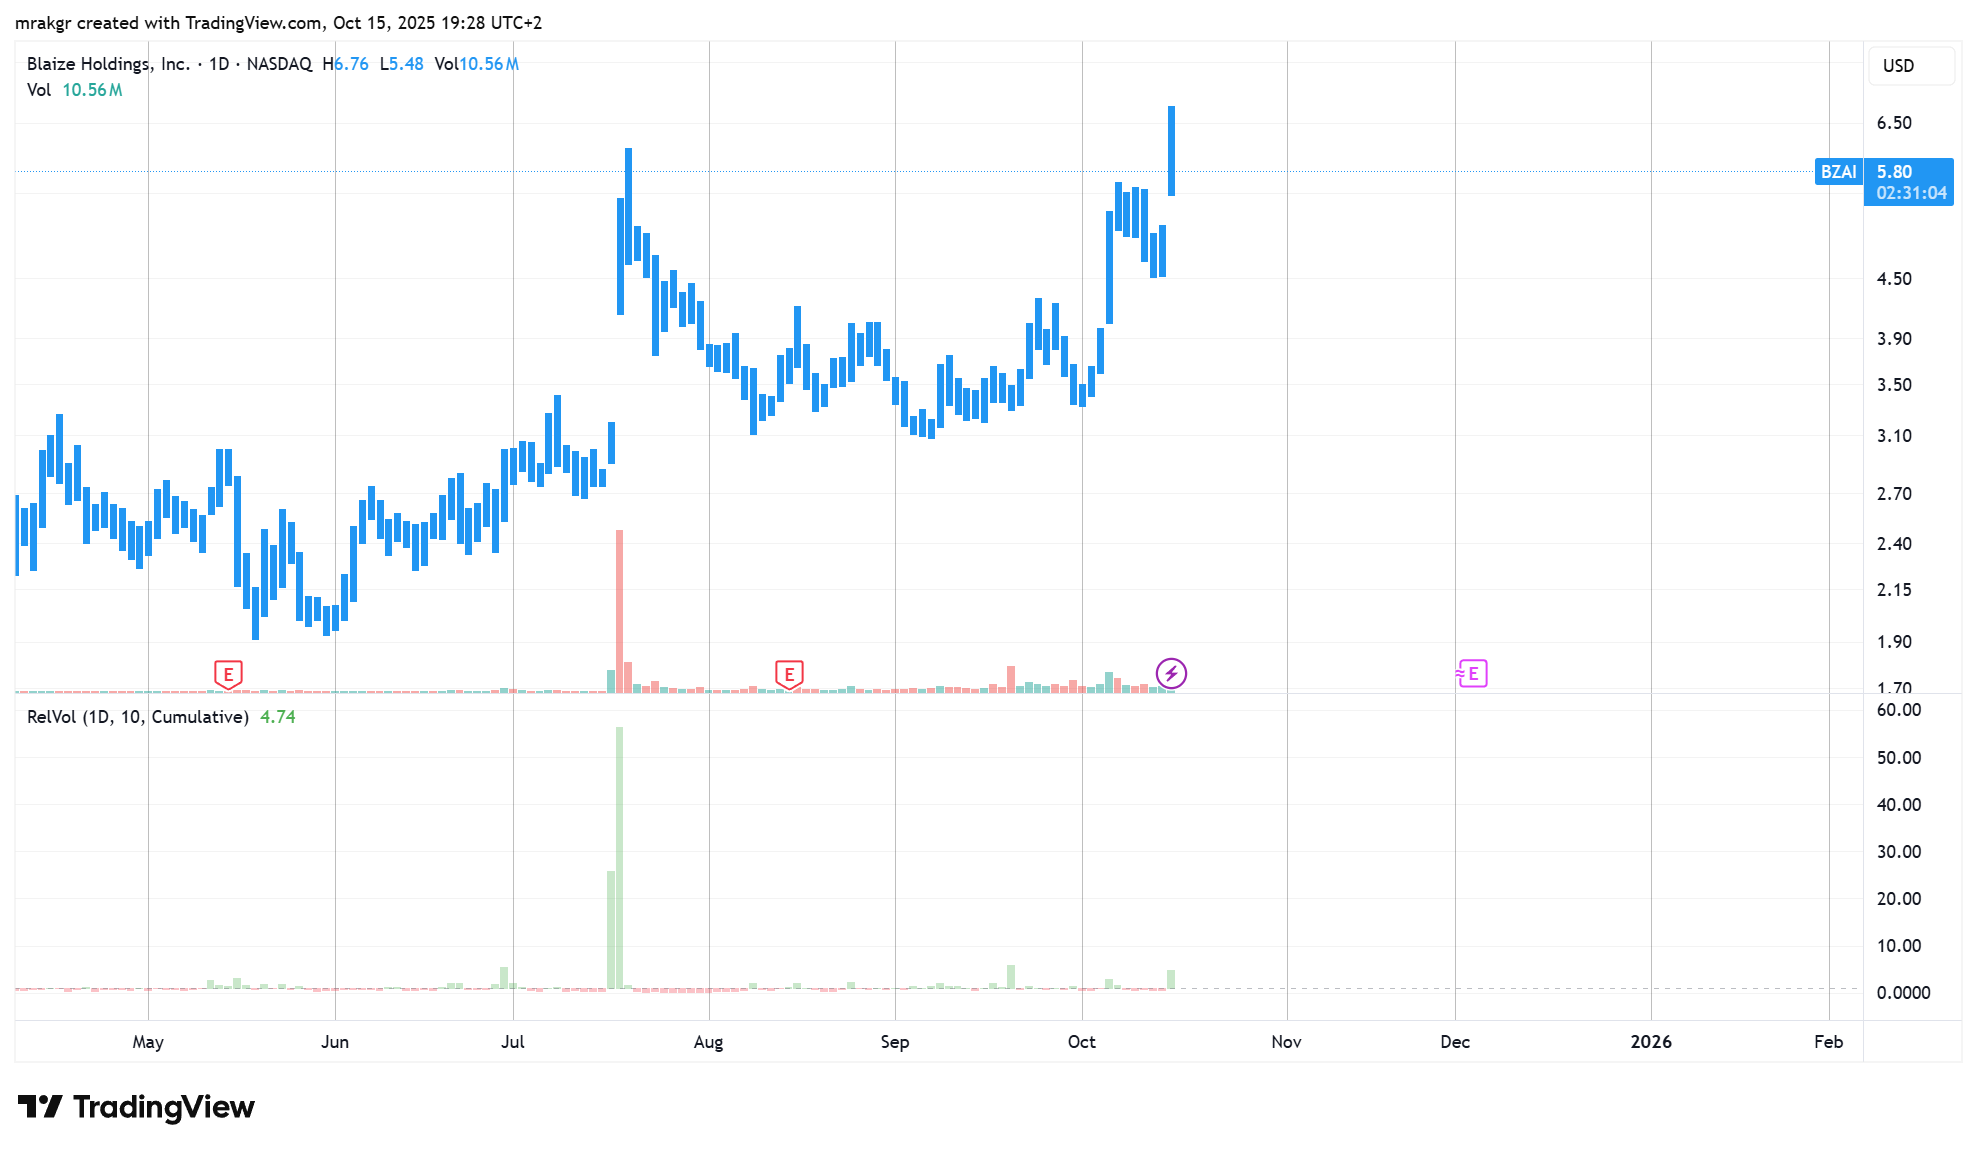 mrakgr created with TradingView.com, Oct 15, 2025 19:28 UTC+2
Blaize Holdings, Inc. · 1D · NASDAQ H6.76 L5.48 Vol10.56M
Vol 10.56M
USD
6.50
BZAI 5.80
02:31:04
4.50
3.90
3.50
3.10
2.70
2.40
2.15
1.90
E
E
≈E
1.70
RelVol (1D, 10, Cumulative) 4.74
60.00
50.00
40.00
30.00
20.00
10.00
0.0000
May Jun Jul Aug Sep Oct Nov Dec 2026 Feb
TradingView